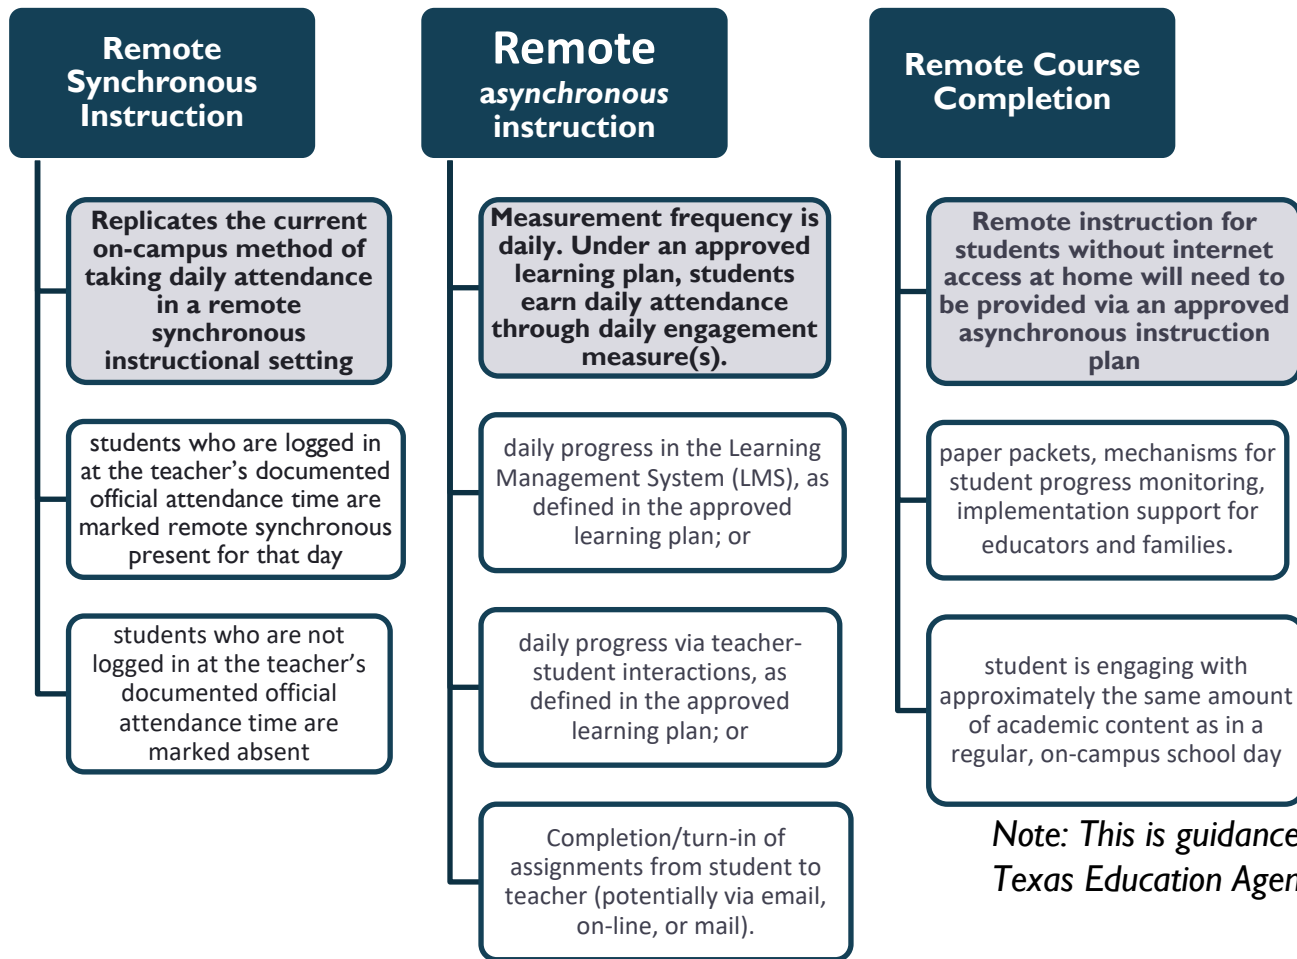 Remote
Synchronous
Instruction
Replicates the current
on-campus method of
taking daily attendance
in a remote
synchronous
instructional setting
students who are logged in
at the teacher's documented
official attendance time are
marked remote synchronous
present for that day
students who are not
logged in at the teacher's
documented official
attendance time are
marked absent
Remote
asynchronous
instruction
Measurement frequency is
daily. Under an approved
learning plan, students
earn daily attendance
through daily engagement
measure(s).
daily progress in the Learning
Management System (LMS), as
defined in the approved
learning plan; or
daily progress via teacher-
student interactions, as
defined in the approved
learning plan; or
Completion/turn-in of
assignments from student to
teacher (potentially via email,
on-line, or mail).
Remote Course
Completion
Remote instruction for
students without internet
access at home will need to
be provided via an approved
asynchronous instruction
plan
paper packets, mechanisms for
student progress monitoring,
implementation support for
educators and families.
student is engaging with
approximately the same amount
of academic content as in a
regular, on-campus school day
Note: This is guidance
Texas Education Agen